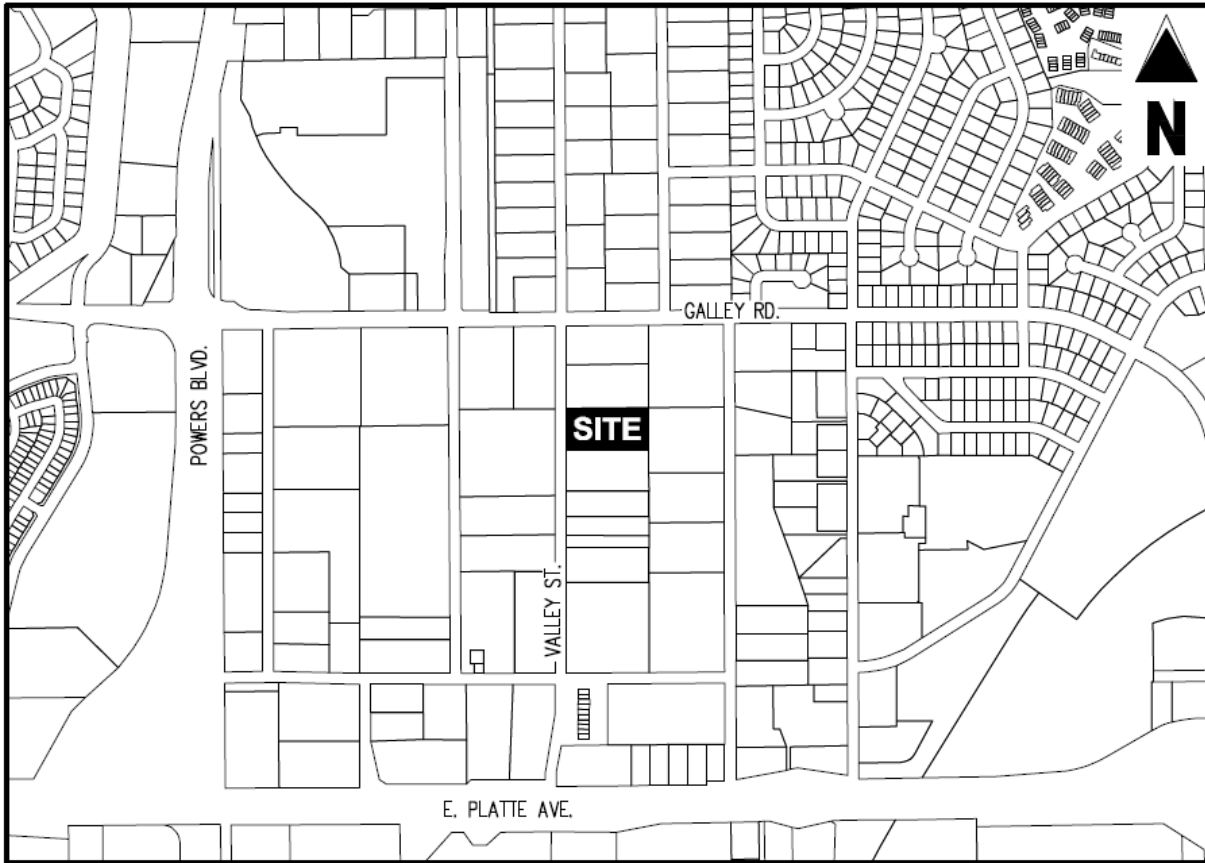 N
GALLEY RD.
POWERS BLVD.
SITE
VALLEY ST.
E. PLATTE AVE.